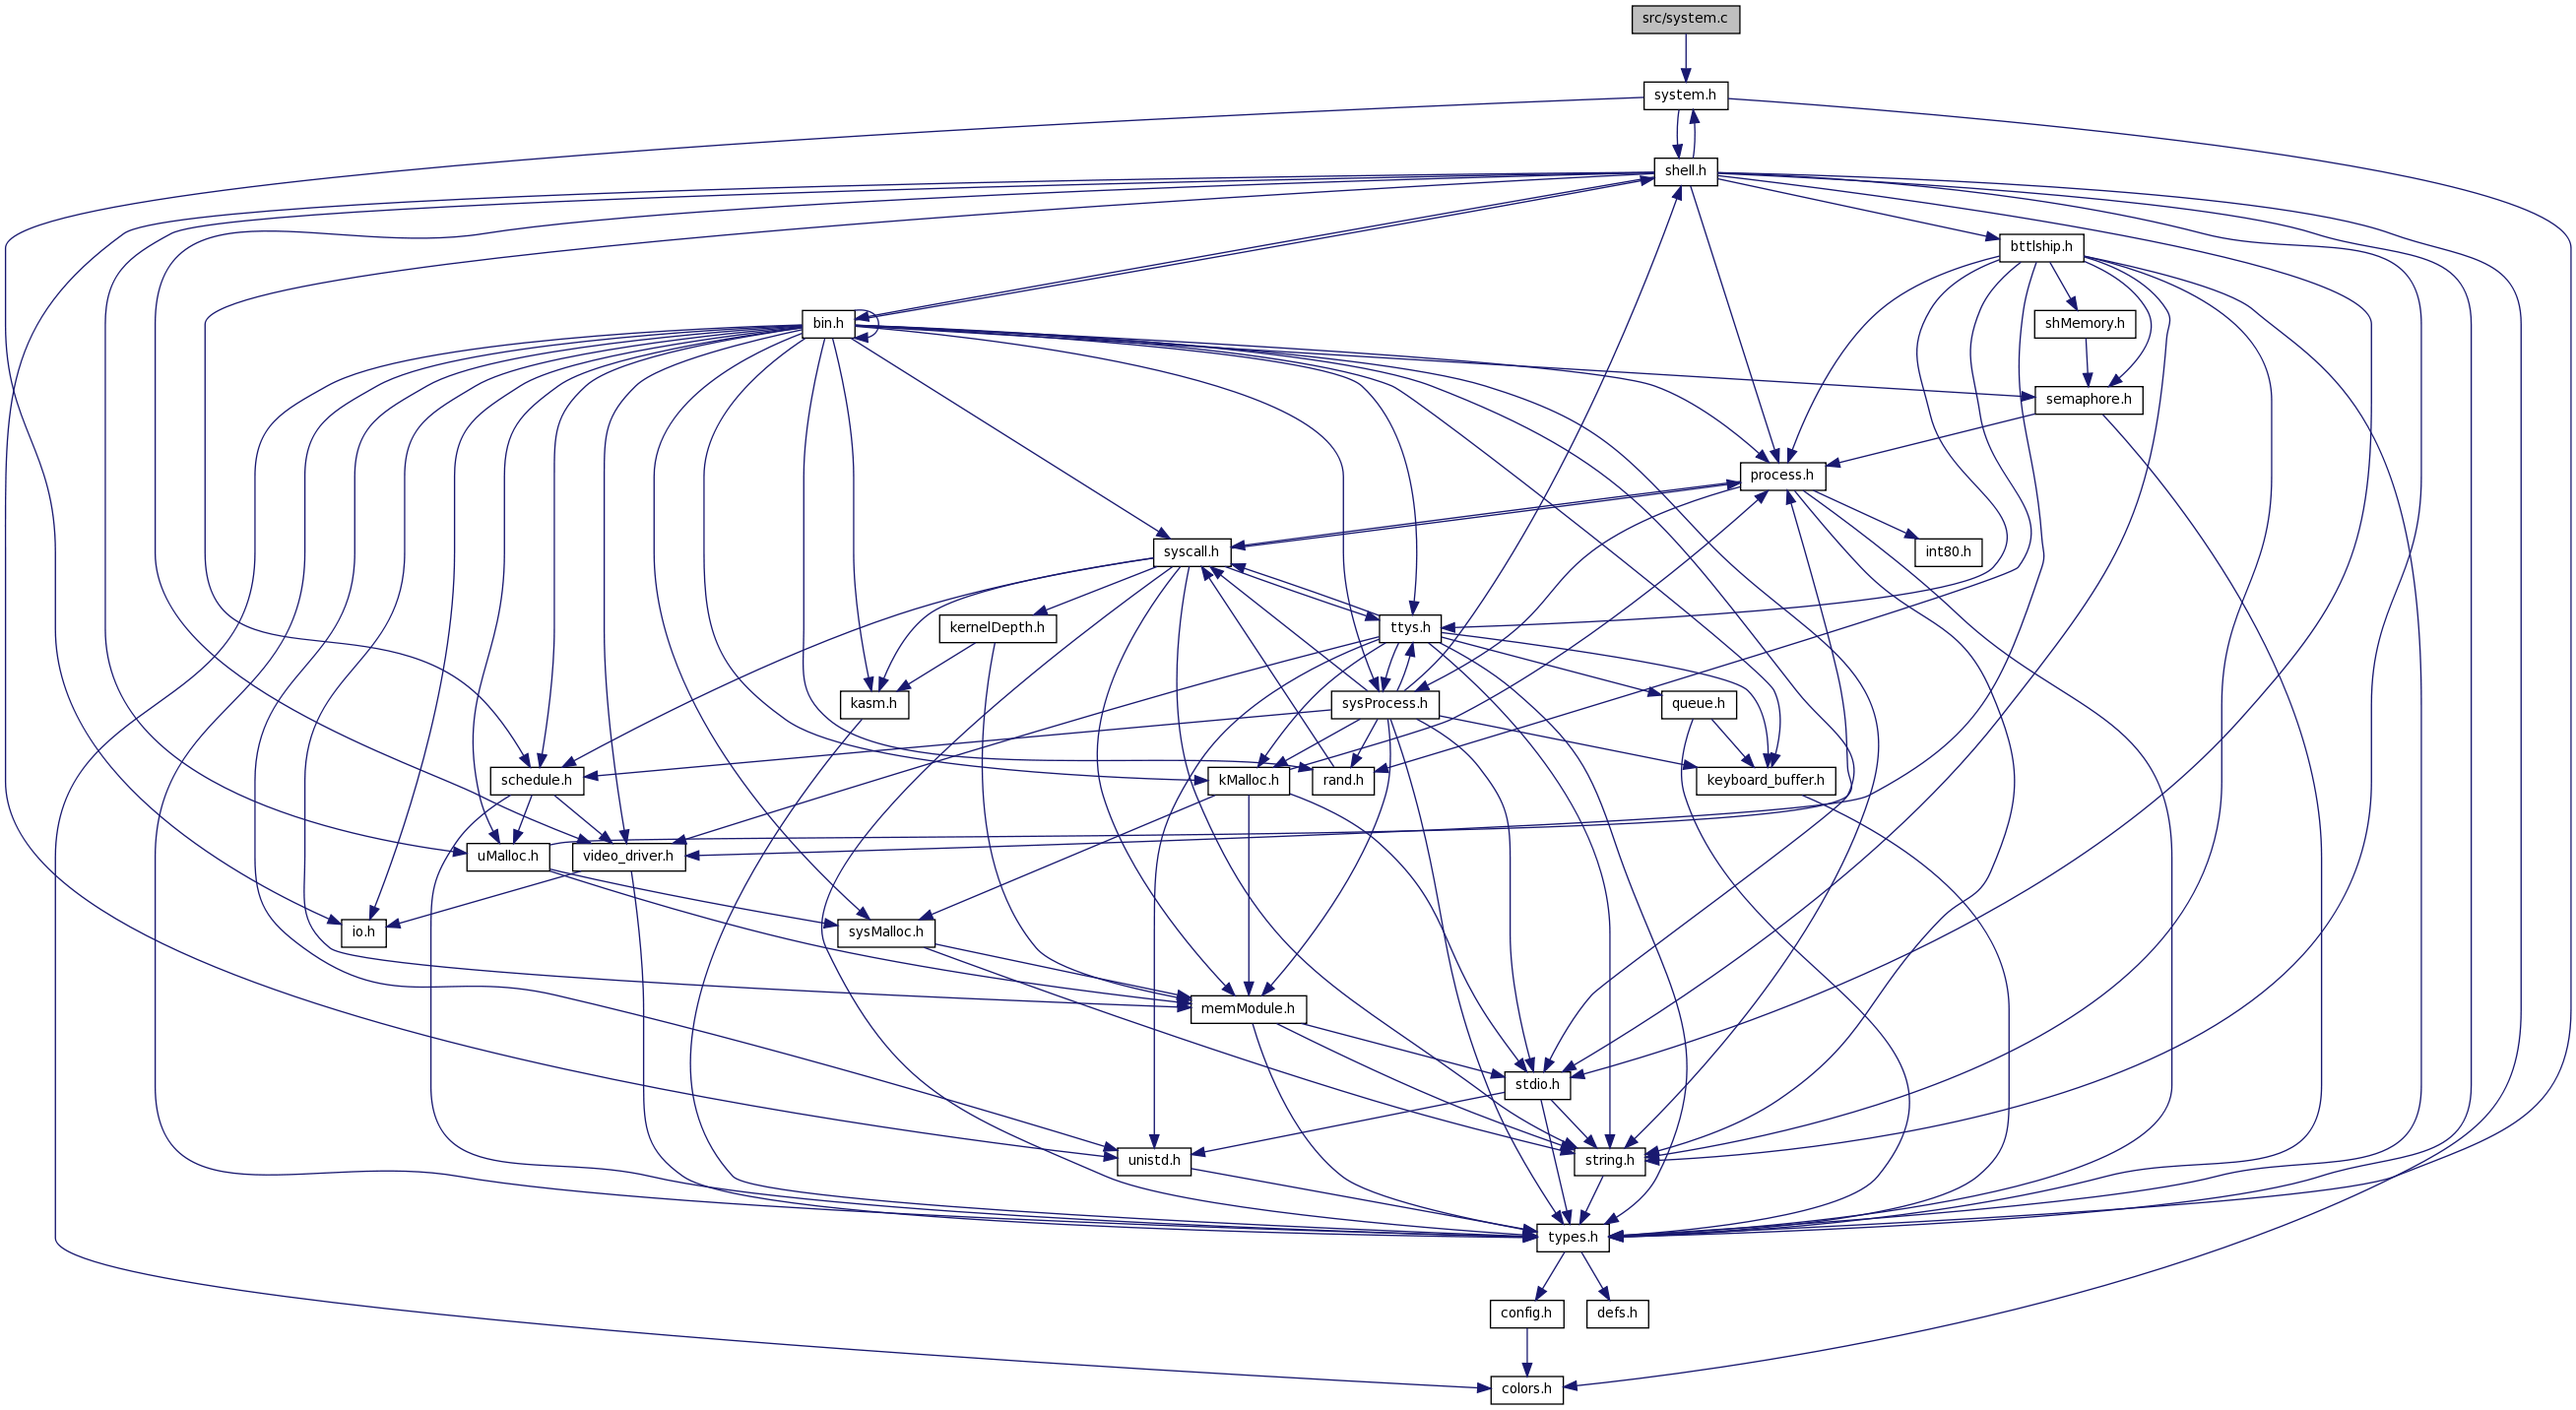 src/system.c
system.h
shell.h
bttlship.h
bin.h
shMemory.h
semaphore.h
process.h
syscall.h
int80.h
kernelDepth.h
ttys.h
kasm.h
sysProcess.h
queue.h
schedule.h
kMalloc.h
rand.h
keyboard_buffer.h
uMalloc.h
video_driver.h
io.h
sysMalloc.h
memModule.h
stdio.h
unistd.h
string.h
types.h
config.h
defs.h
colors.h